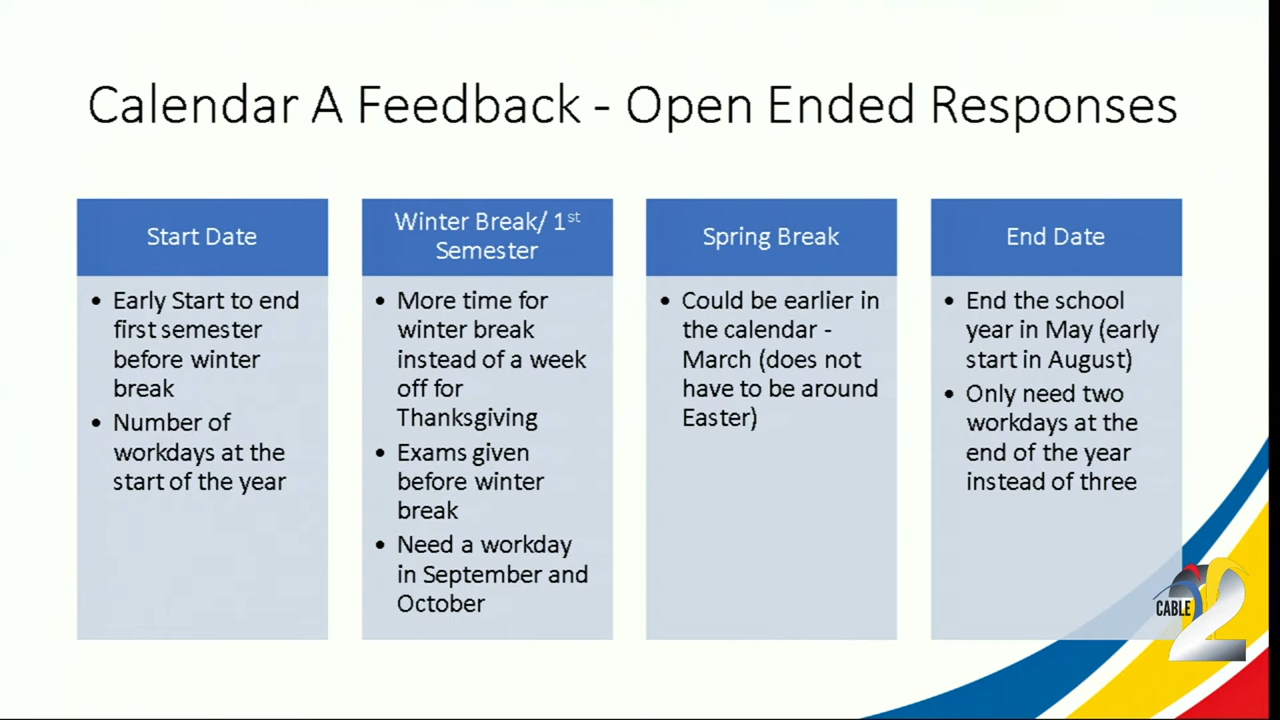 Calendar A Feedback - Open Ended Responses
Start Date
• Early Start to end
first semester
before winter
break
• Number of
workdays at the
start of the year
Winter Break/ 1st
Semester
• More time for
winter break
instead of a week
off for
Thanksgiving
• Exams given
before winter
break
• Need a workday
in September and
October
Spring Break
• Could be earlier in
the calendar -
March (does not
have to be around
Easter)
End Date
• End the school
year in May (early
start in August)
• Only need two
workdays at the
end of the year
instead of three
CABLE
2